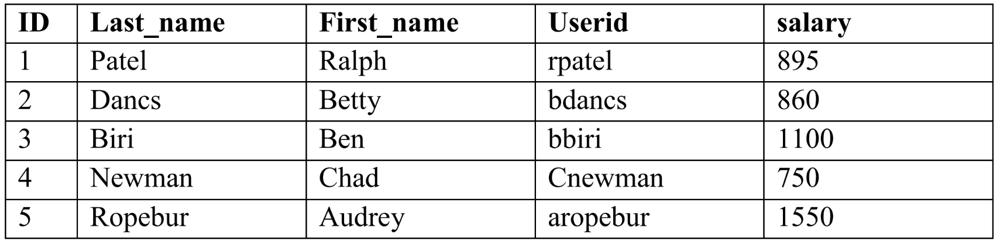 ID Last_name First_name Userid salary
1 Patel Ralph rpatel 895
2 Dancs Betty bdancs 860
3 Biri Ben bbiri 1100
4 Newman Chad Cnewman 750
5 Ropebur Audrey aropebur 1550